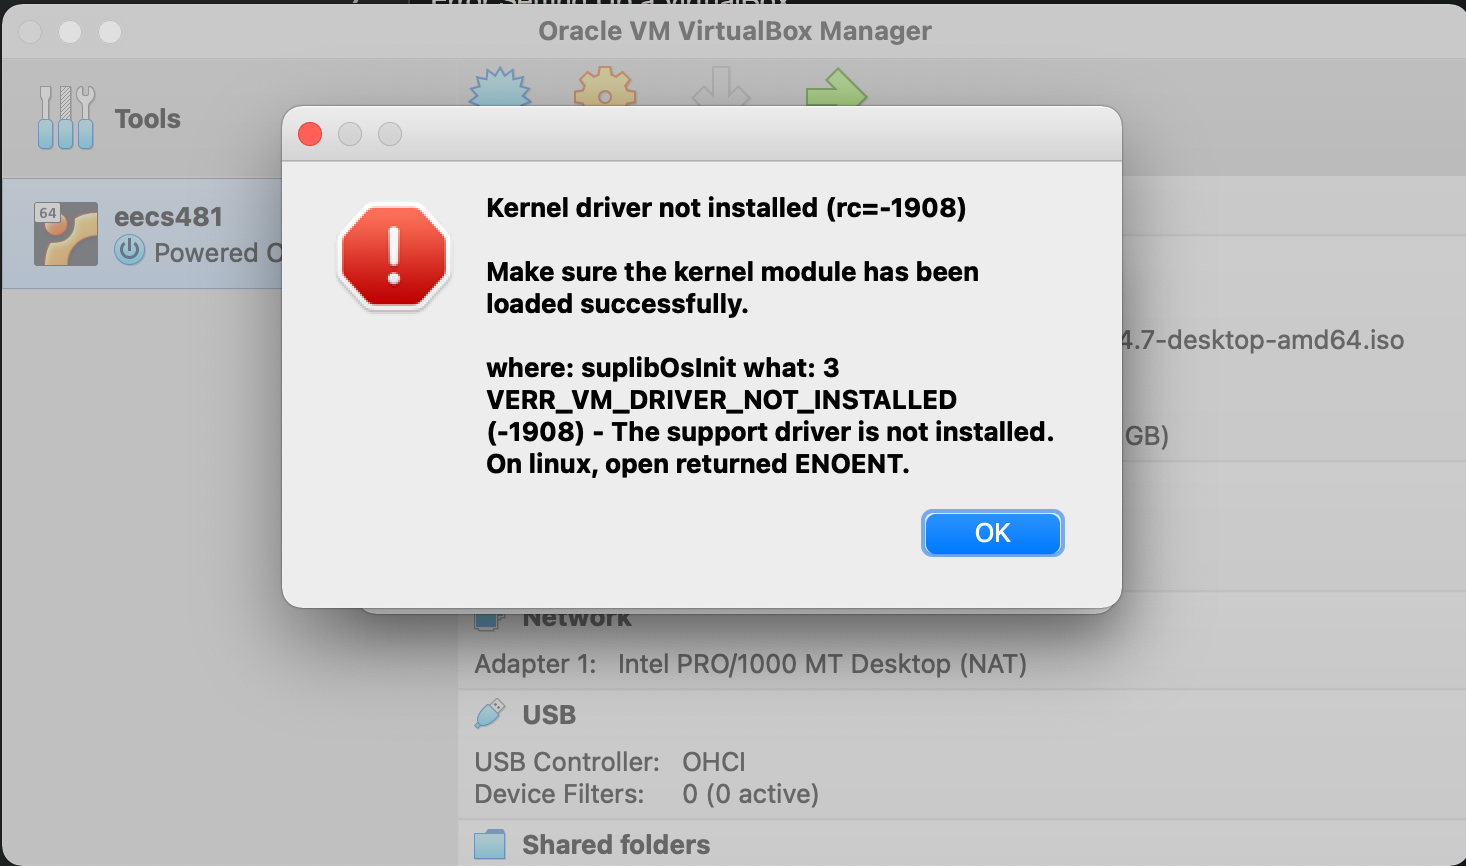 Oracle VM VirtualBox Manager
Tools
64
eecs481
Powered
Kernel driver not installed (rc=-1908)
Make sure the kernel module has been
loaded successfully.
where: suplibOsInit what: 3
VERR_VM_DRIVER_NOT_INSTALLED
(-1908) - The support driver is not installed.
On linux, open returned ENOENT.
OK
4.7-desktop-amd64.iso
GB)
Network
Adapter 1: Intel PRO/1000 MT Desktop (NAT)
USB
USB Controller: OHCI
Device Filters: 0 (0 active)
Shared folders